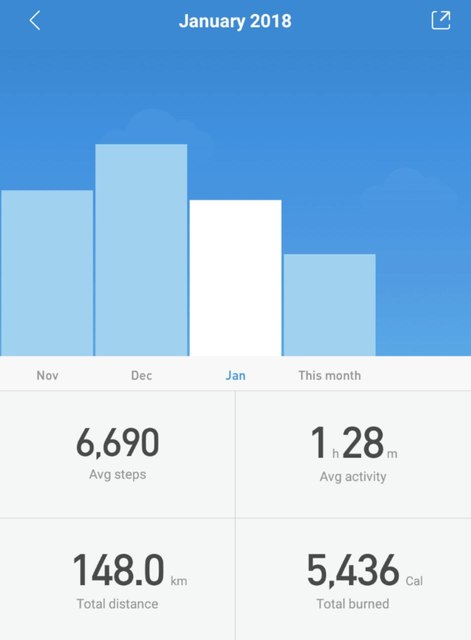 January 2018
Nov Dec Jan This month
6,690
Avg steps
1 h 28 m
Avg activity
148.0 km
Total distance
5,436 Cal
Total burned